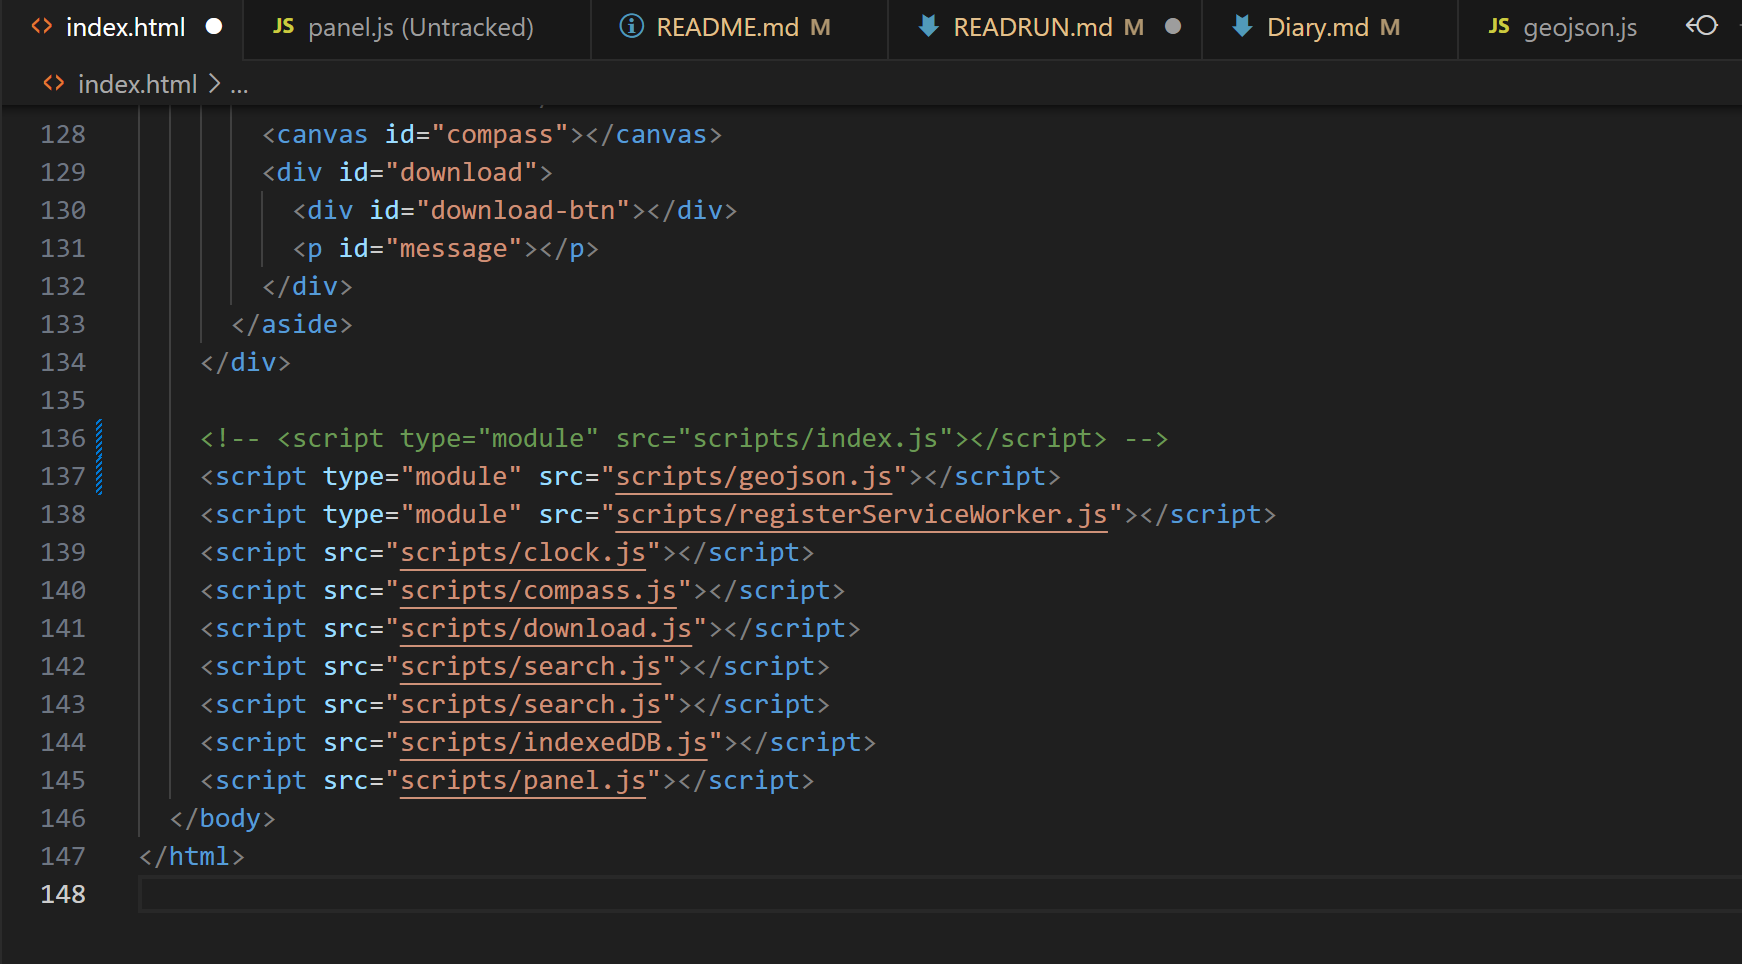 index.html
JS panel.js (Untracked)
README.md M
READRUN.md M
Diary.md M
JS geojson.js
index.html > ...
128 <canvas id="compass"></canvas>
129 <div id="download">
130 <div id="download-btn"></div>
131 <p id="message"></p>
132 </div>
133 </aside>
134 </div>
135
136 <!-- <script type="module" src="scripts/index.js"></script> -->
137 <script type="module" src="scripts/geojson.js"></script>
138 <script type="module" src="scripts/registerServiceWorker.js"></script>
139 <script src="scripts/clock.js"></script>
140 <script src="scripts/compass.js"></script>
141 <script src="scripts/download.js"></script>
142 <script src="scripts/search.js"></script>
143 <script src="scripts/search.js"></script>
144 <script src="scripts/indexedDB.js"></script>
145 <script src="scripts/panel.js"></script>
146 </body>
147 </html>
148